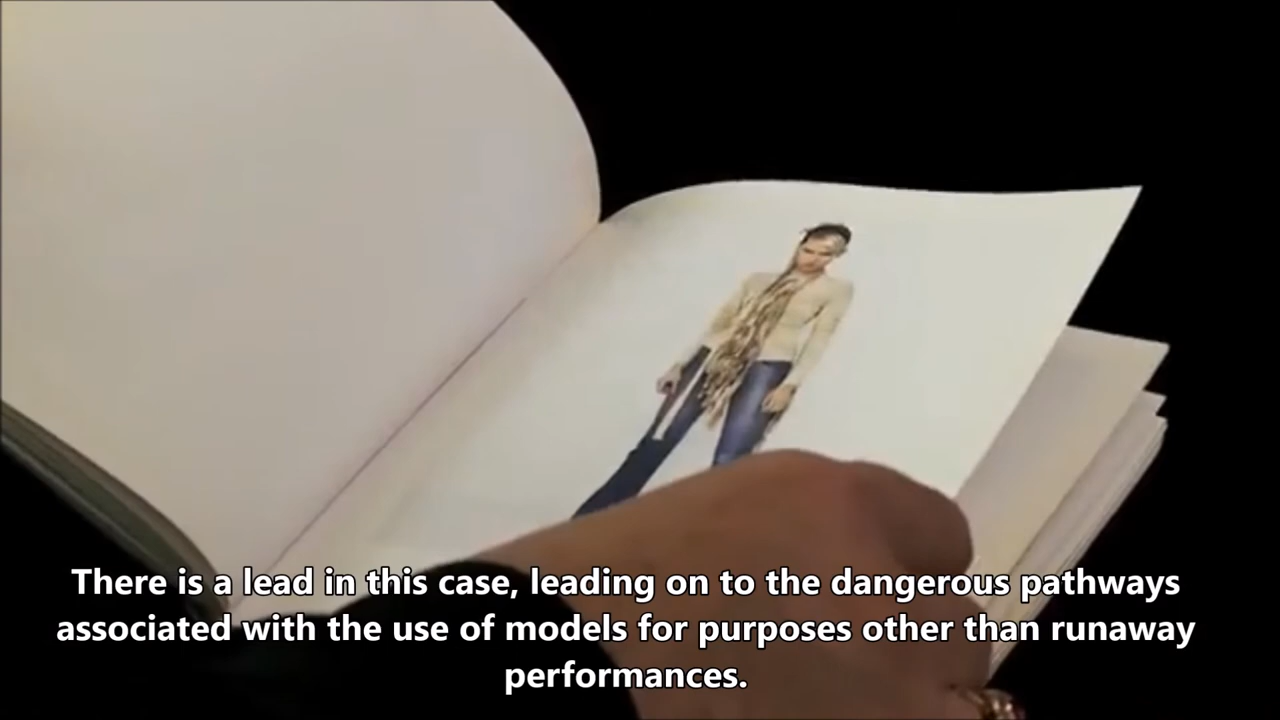 There is a lead in this case, leading on to the dangerous pathways
associated with the use of models for purposes other than runaway
performances.